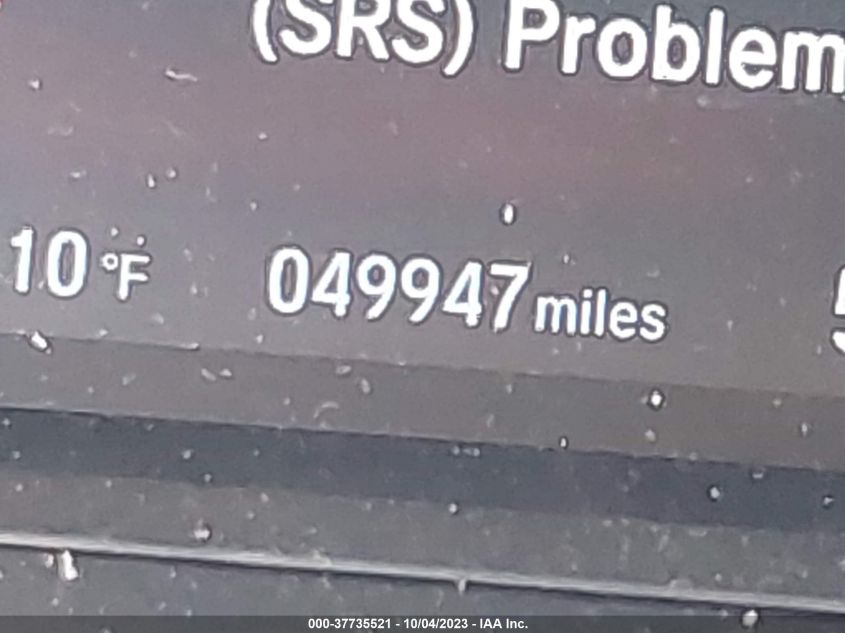 (SRS) Problem
10 °F 049947 miles
000-37735521 - 10/04/2023 - IAA Inc.